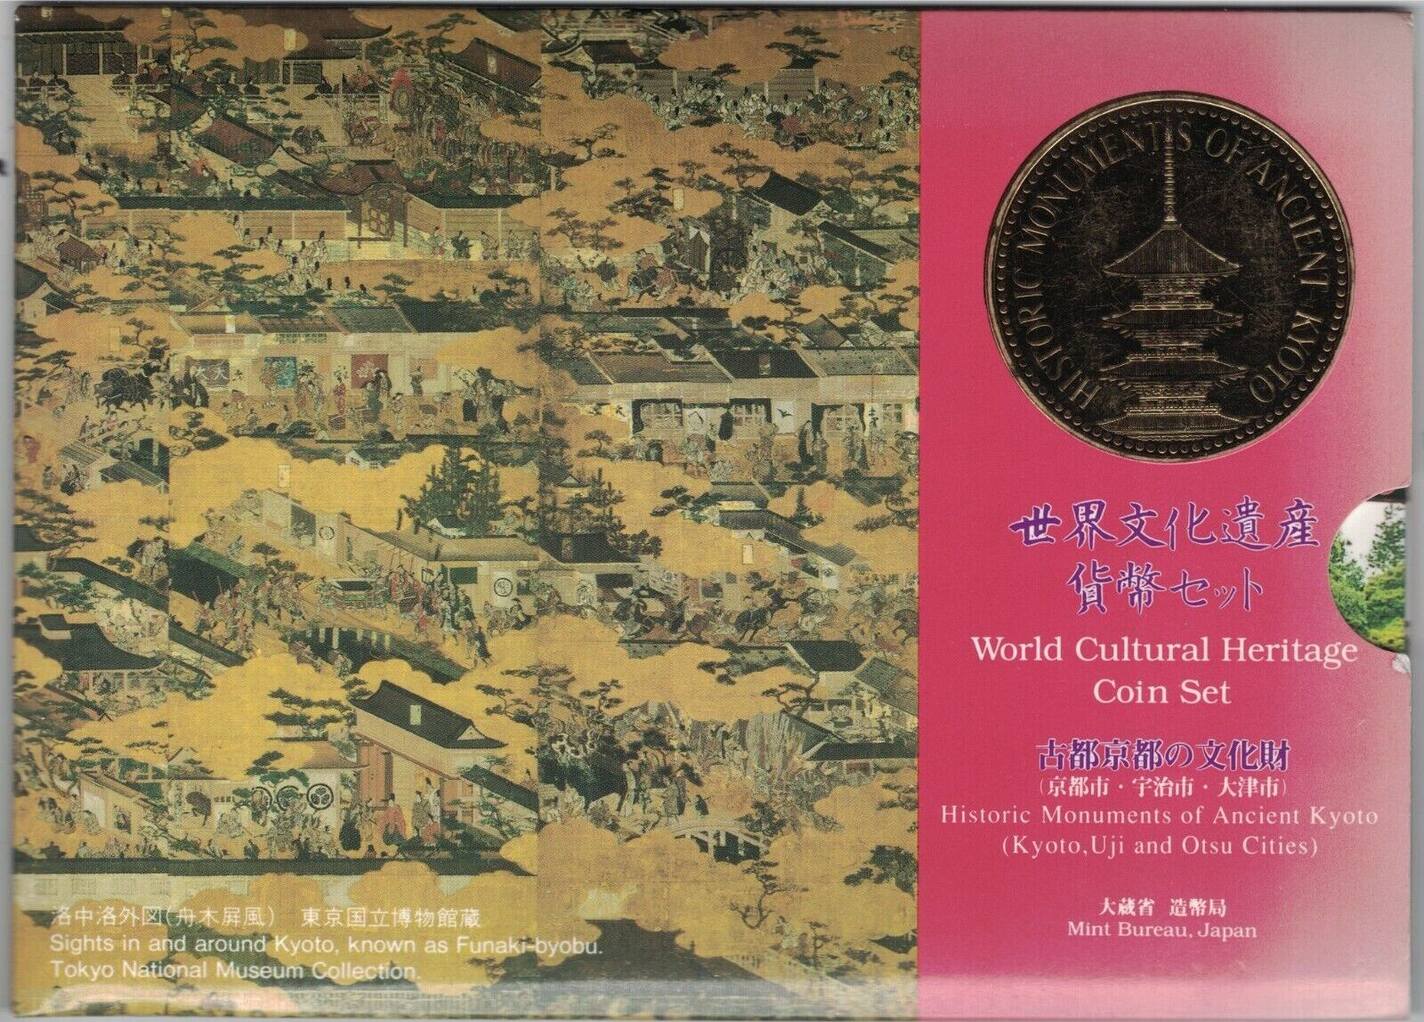 HISTORIC MONUMENTS OF ANCIENT KYOTO
世界文化遺産
貨幣セット
World Cultural Heritage
Coin Set
古都京都の文化財
(京都市・宇治市・大津市)
Historic Monuments of Ancient Kyoto
(Kyoto,Uji and Otsu Cities)
大蔵省 造幣局
Mint Bureau, Japan
洛中洛外図(舟木屏風) 東京国立博物館蔵
Sights in and around Kyoto, known as Funaki-byobu.
Tokyo National Museum Collection.